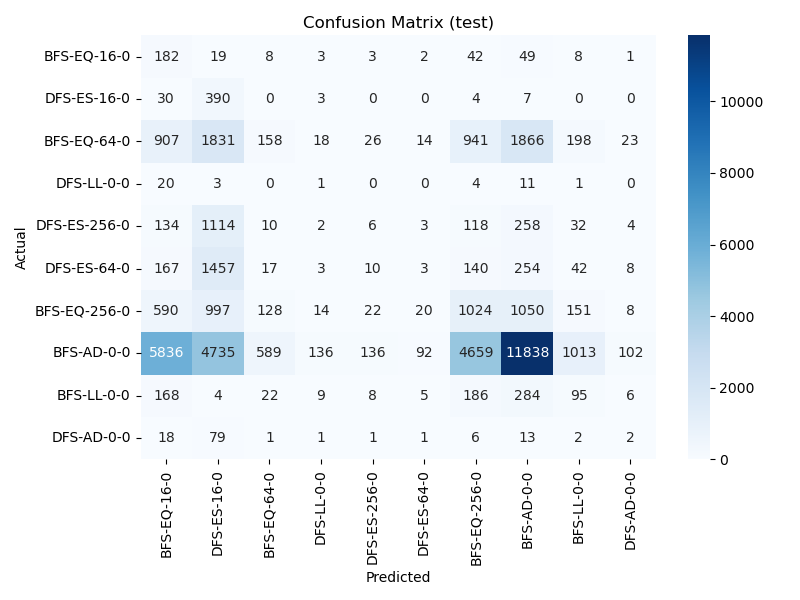 Confusion Matrix (test)
BFS-EQ-16-0 182 19 8 3 3 2 42 49 8 1
DFS-ES-16-0 30 390 0 3 0 0 4 7 0 0
BFS-EQ-64-0 907 1831 158 18 26 14 941 1866 198 23
DFS-LL-0-0 20 3 0 1 0 0 4 11 1 0
DFS-ES-256-0 134 1114 10 2 6 3 118 258 32 4
DFS-ES-64-0 167 1457 17 3 10 3 140 254 42 8
BFS-EQ-256-0 590 997 128 14 22 20 1024 1050 151 8
BFS-AD-0-0 5836 4735 589 136 136 92 4659 11838 1013 102
BFS-LL-0-0 168 4 22 9 8 5 186 284 95 6
DFS-AD-0-0 18 79 1 1 1 1 6 13 2 2
Actual
BFS-EQ-16-0
DFS-ES-16-0
BFS-EQ-64-0
DFS-LL-0-0
DFS-ES-256-0
DFS-ES-64-0
BFS-EQ-256-0
BFS-AD-0-0
BFS-LL-0-0
DFS-AD-0-0
Predicted
10000
8000
6000
4000
2000
0